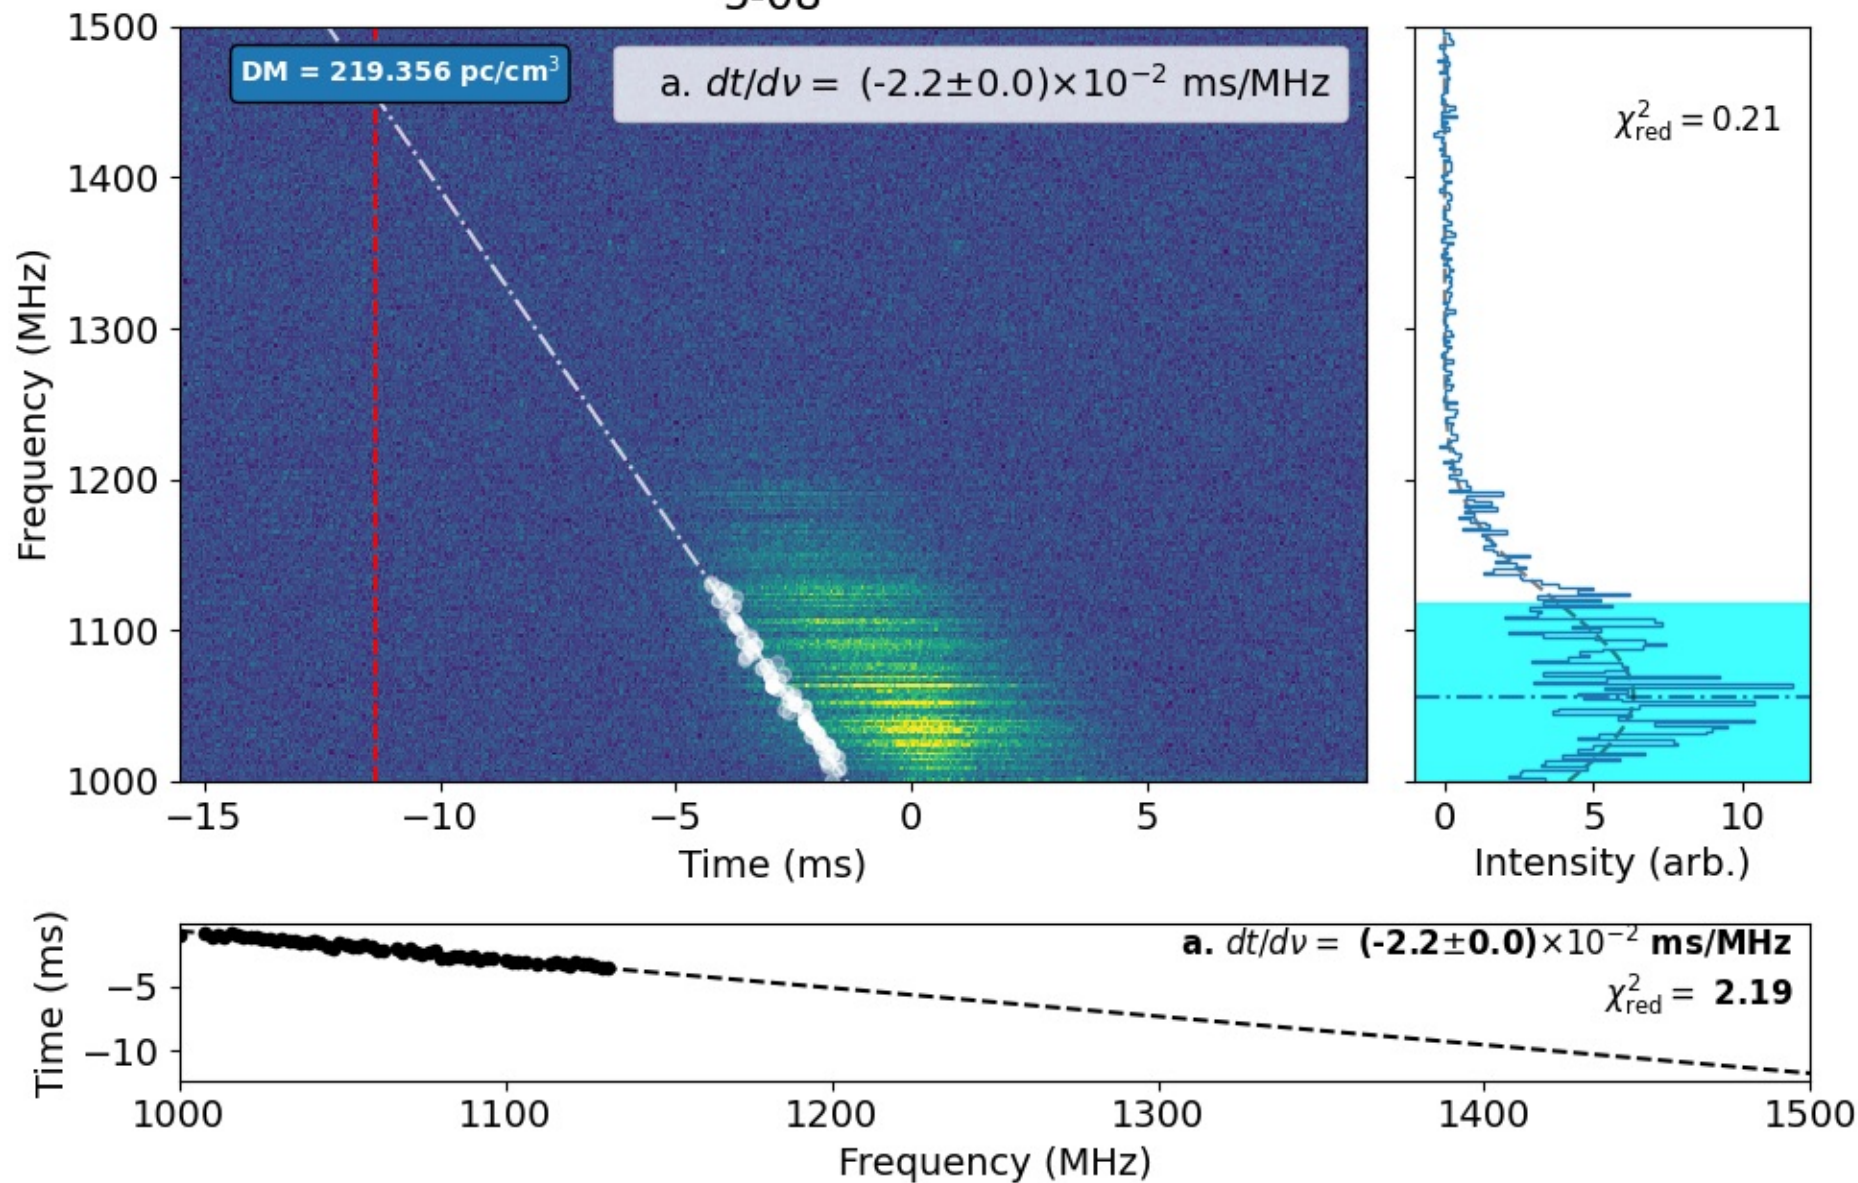 DM = 219.356 pc/cm³
a. dt/dν = (-2.2±0.0)×10⁻² ms/MHz
χ²red = 0.21
1500
1400
1300
1200
1100
1000
Frequency (MHz)
−15 −10 −5 0 5
Time (ms)
0 5 10
Intensity (arb.)
a. dt/dν = (-2.2±0.0)×10⁻² ms/MHz
χ²red = 2.19
−5
−10
Time (ms)
1000 1100 1200 1300 1400 1500
Frequency (MHz)